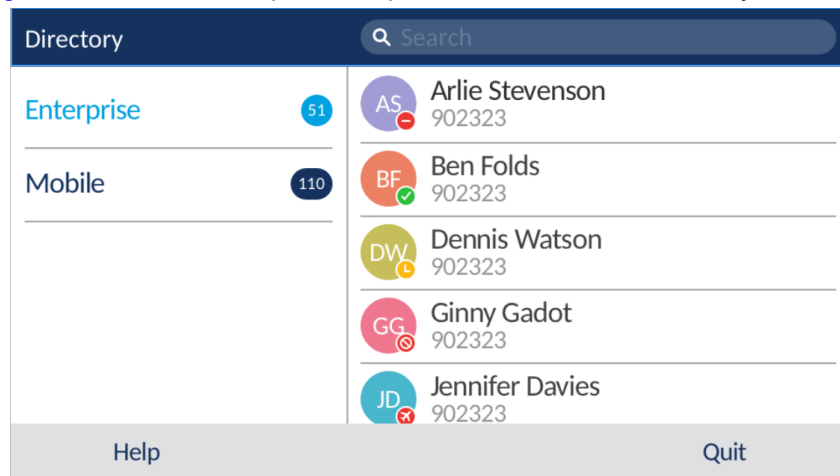 Directory
Search
Enterprise 51
Mobile 110
AS Arlie Stevenson
902323
BF Ben Folds
902323
DW Dennis Watson
902323
GG Ginny Gadot
902323
JD Jennifer Davies
902323
Help Quit